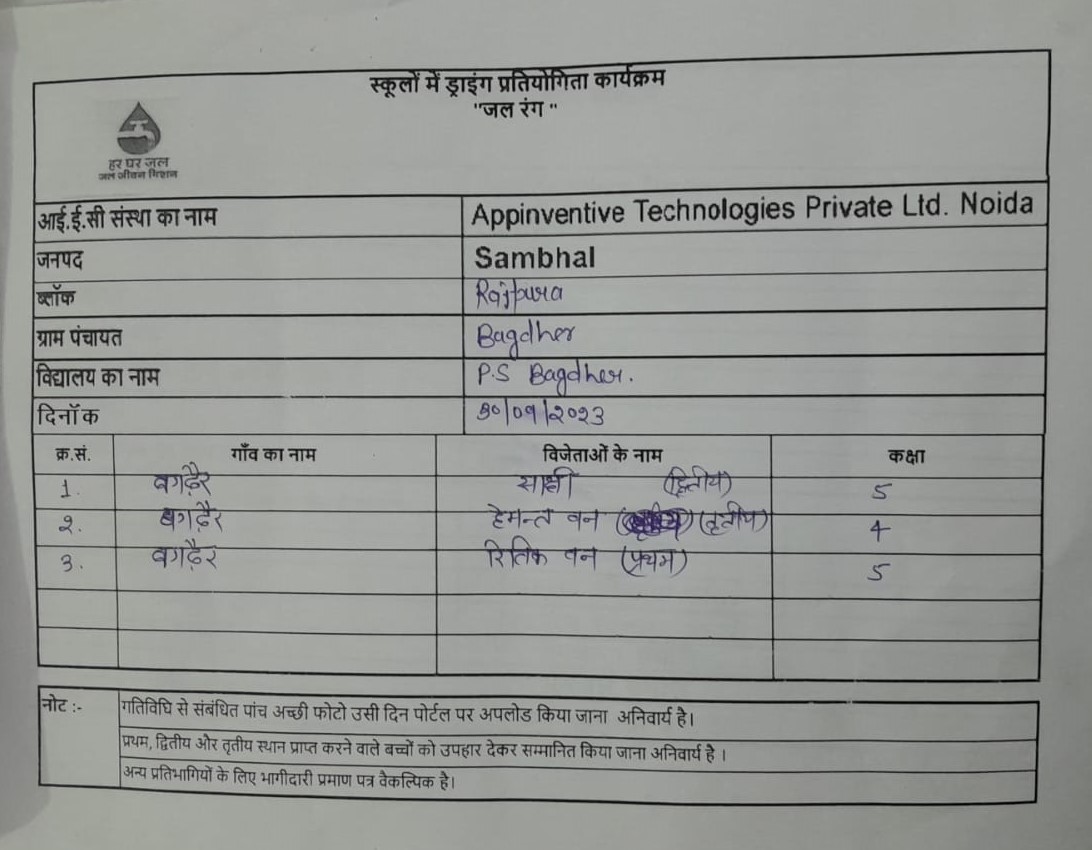 स्कूलों में ड्राइंग प्रतियोगिता कार्यक्रम
"जल रंग "
हर घर जल
जल जीवन मिशन
आई.ई.सी संस्था का नाम Appinventive Technologies Private Ltd. Noida
जनपद Sambhal
ब्लॉक Rajpura
ग्राम पंचायत Bagdher
विद्यालय का नाम P.S Bagdher.
दिनॉक 30/09/2023
क्र.सं. गाँव का नाम विजेताओं के नाम कक्षा
1. बगढ़ैर साक्षी (द्वितीय) 5
2. बगढ़ैर हेमन्त वन (तृतीय) 4
3. बगढ़ैर रितिक वन (प्रथम) 5
नोट :- गतिविधि से संबंधित पांच अच्छी फोटो उसी दिन पोर्टल पर अपलोड किया जाना अनिवार्य है।
प्रथम, द्वितीय और तृतीय स्थान प्राप्त करने वाले बच्चों को उपहार देकर सम्मानित किया जाना अनिवार्य है ।
अन्य प्रतिभागियों के लिए भागीदारी प्रमाण पत्र वैकल्पिक है।